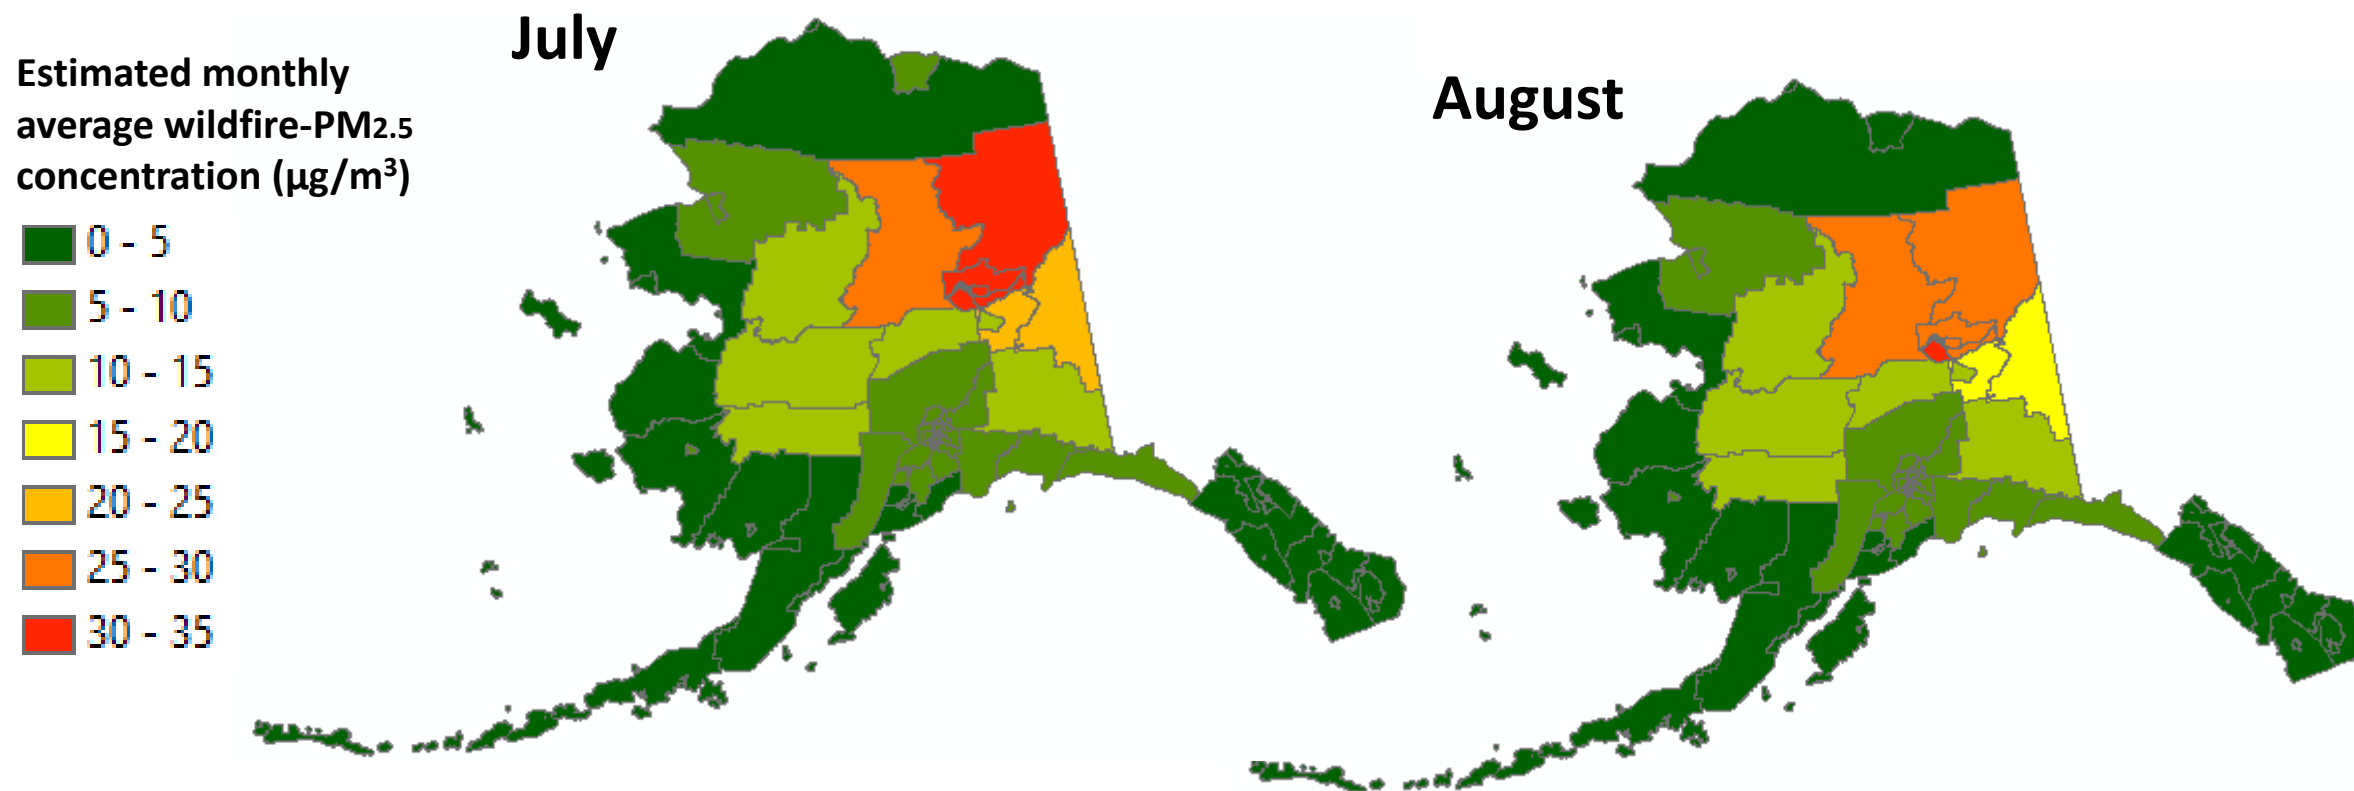 July
Estimated monthly
average wildfire-PM2.5
concentration (µg/m³)
August
0 - 5
5 - 10
10 - 15
15 - 20
20 - 25
25 - 30
30 - 35